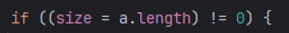 if ((size = a.length) != 0) {